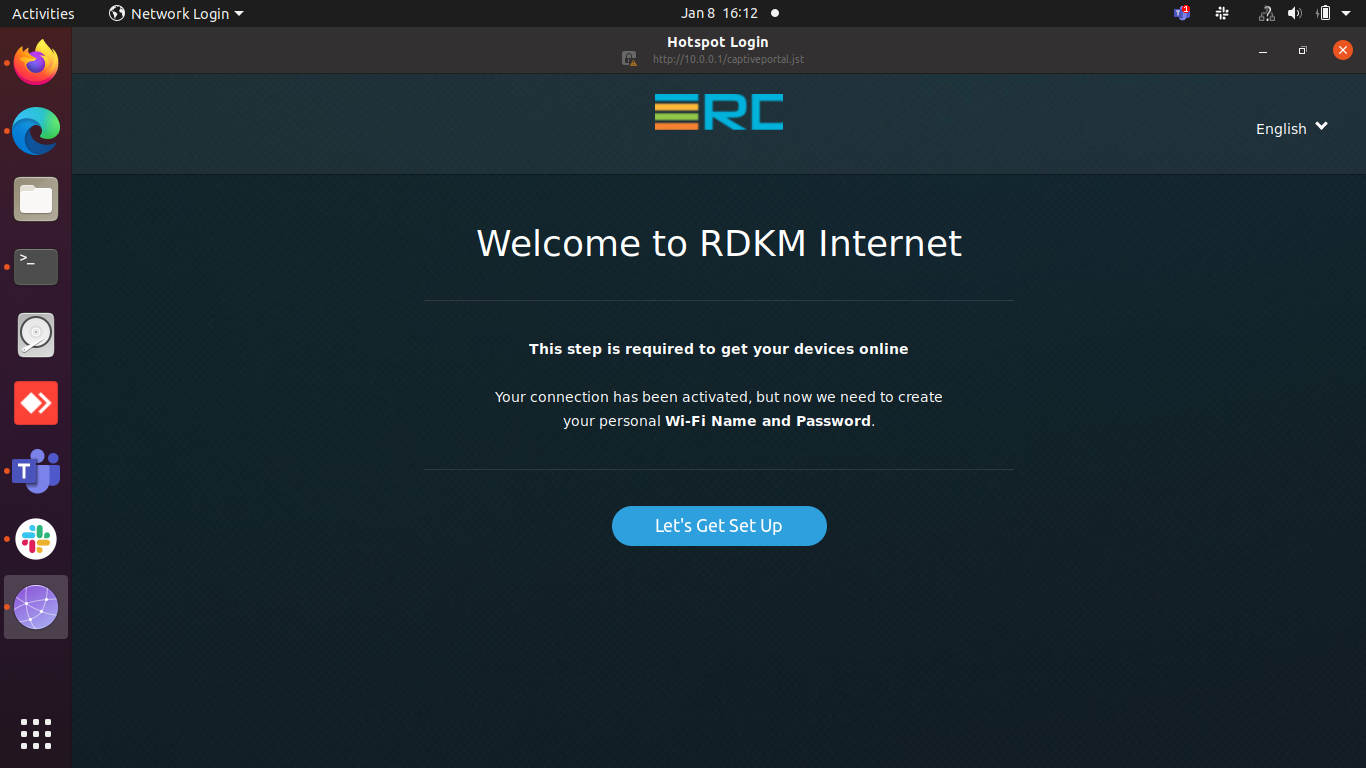 Activities
Network Login
Jan 8 16:12
1
Hotspot Login
http://10.0.0.1/captiveportal.jst
ERC
English
Welcome to RDKM Internet
This step is required to get your devices online
Your connection has been activated, but now we need to create
your personal Wi-Fi Name and Password.
Let's Get Set Up
>_
T